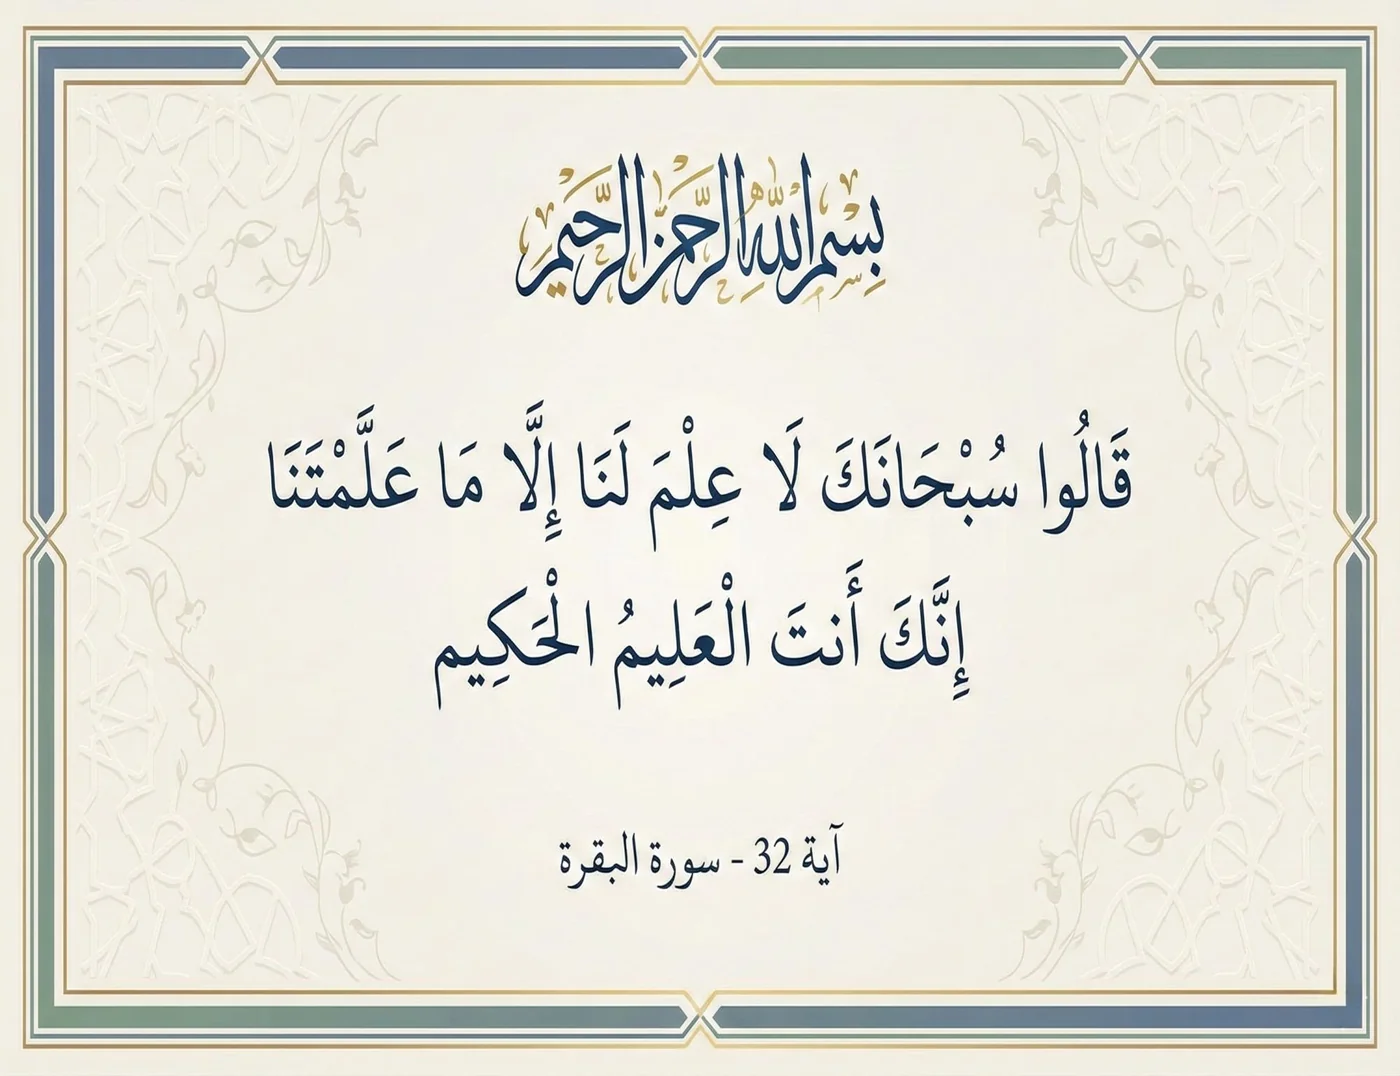 بسم الله الرحمن الرحيم
قَالُوا سُبْحَانَكَ لَا عِلْمَ لَنَا إِلَّا مَا عَلَّمْتَنَا
إِنَّكَ أَنتَ الْعَلِيمُ الْحَكِيم
آية 32 - سورة البقرة